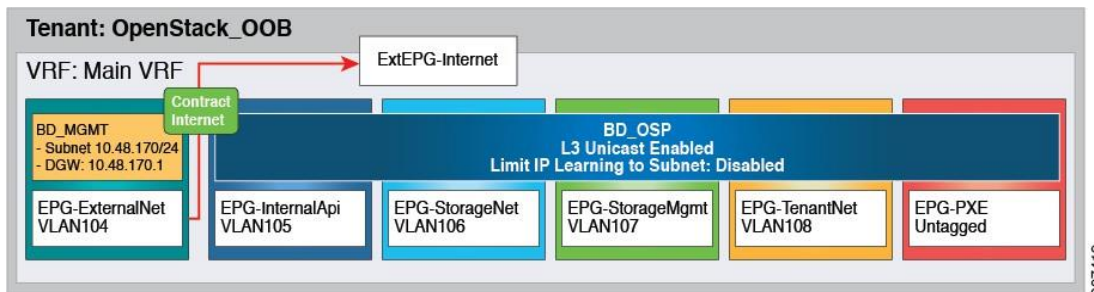 Tenant: OpenStack_OOB
VRF: Main VRF
ExtEPG-Internet
Contract
Internet
BD_MGMT
- Subnet 10.48.170/24
- DGW: 10.48.170.1
BD_OSP
L3 Unicast Enabled
Limit IP Learning to Subnet: Disabled
EPG-ExternalNet
VLAN104
EPG-InternalApi
VLAN105
EPG-StorageNet
VLAN106
EPG-StorageMgmt
VLAN107
EPG-TenantNet
VLAN108
EPG-PXE
Untagged